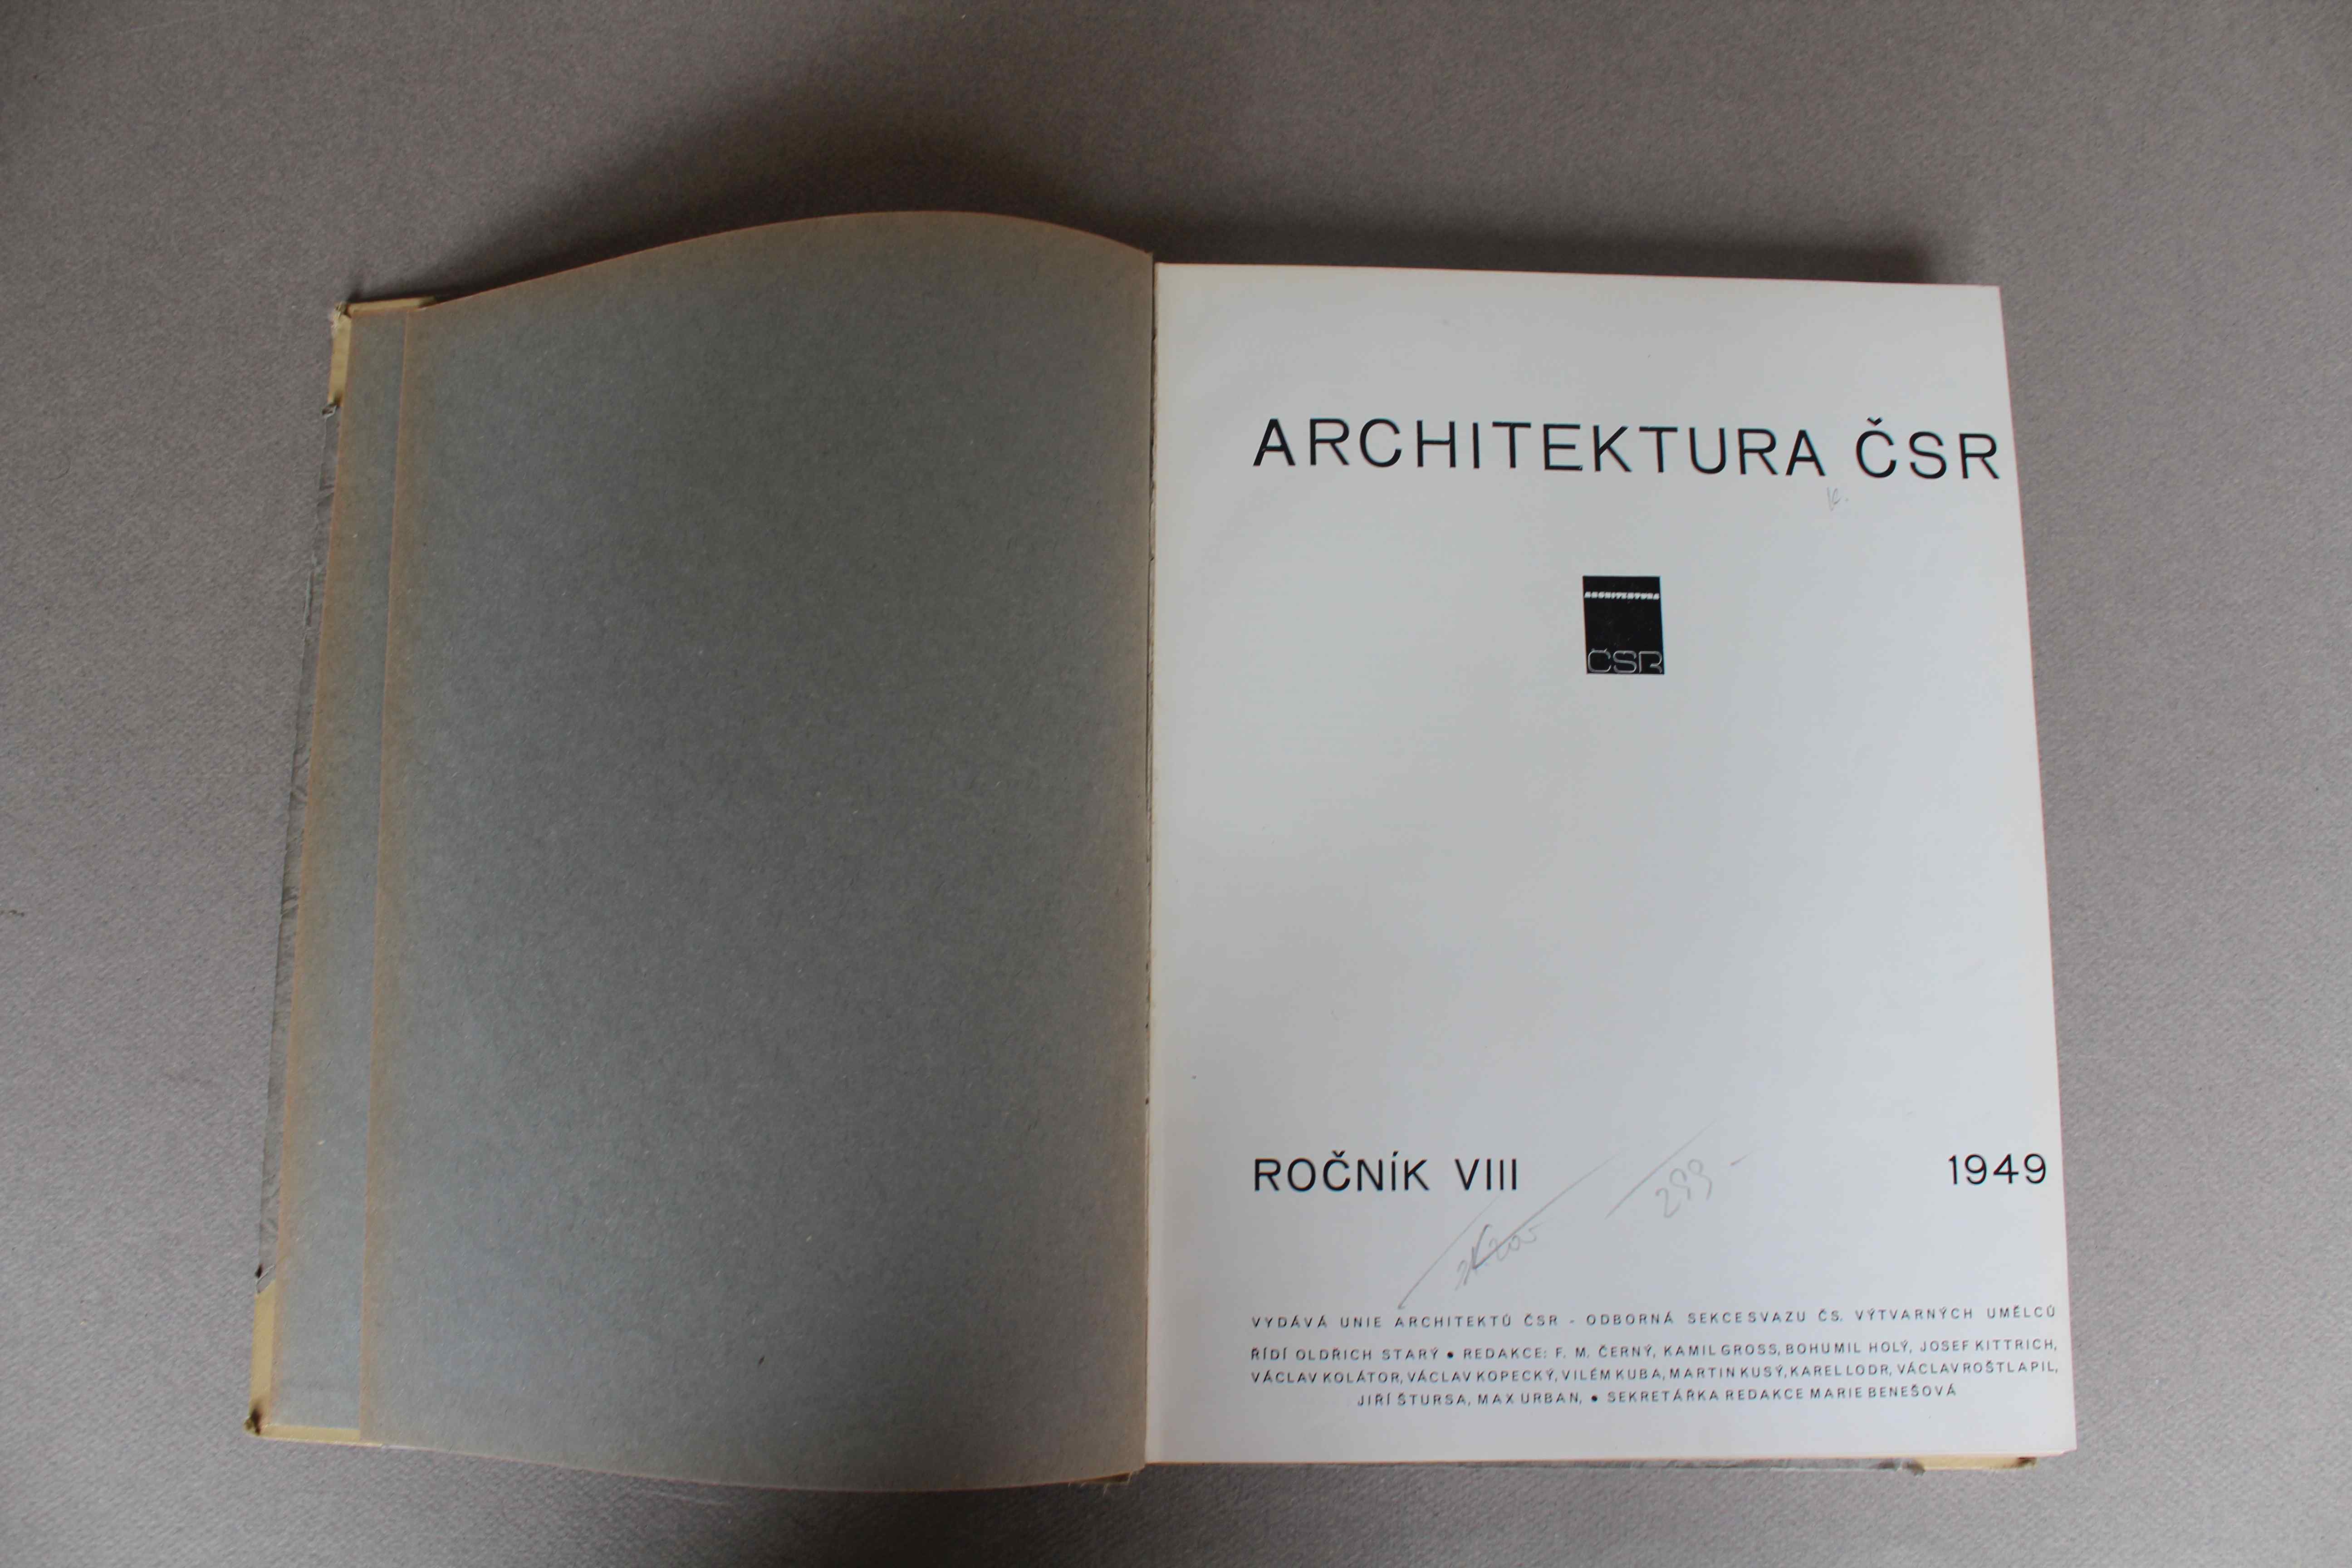 ARCHITEKTURA ČSR
ARCHITEKTURA
ČSR
ROČNÍK VIII 1949
299-
VYDÁVÁ UNIE ARCHITEKTŮ ČSR - ODBORNÁ SEKCE SVAZU ČS. VÝTVARNÝCH UMĚLCŮ
ŘÍDÍ OLDŘICH STARÝ • REDAKCE: F. M. ČERNÝ, KAMIL GROSS, BOHUMIL HOLÝ, JOSEF KITTRICH,
VÁCLAV KOLÁTOR, VÁCLAV KOPECKÝ, VILÉM KUBA, MARTIN KUSÝ, KAREL LODR, VÁCLAV ROŠTLAPIL,
JIŘÍ ŠTURSA, MAX URBAN, • SEKRETÁŘKA REDAKCE MARIE BENEŠOVÁ